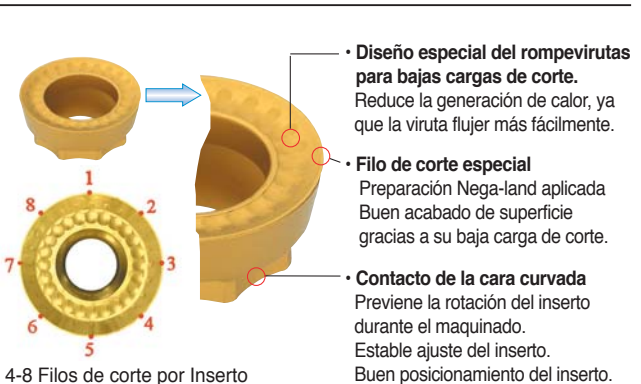 • Diseño especial del rompevirutas
para bajas cargas de corte.
Reduce la generación de calor, ya
que la viruta flujer más fácilmente.
• Filo de corte especial
Preparación Nega-land aplicada
Buen acabado de superficie
gracias a su baja carga de corte.
• Contacto de la cara curvada
Previene la rotación del inserto
durante el maquinado.
Estable ajuste del inserto.
Buen posicionamiento del inserto.
1
2
3
4
5
6
7
8
4-8 Filos de corte por Inserto